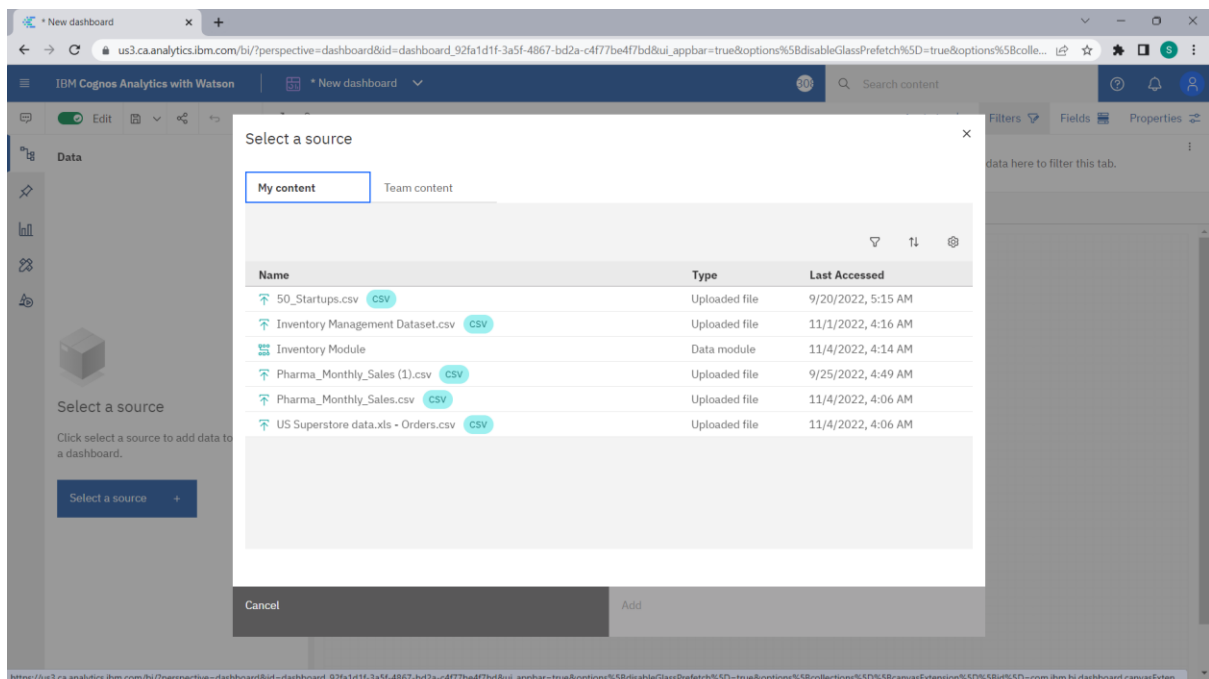 * New dashboard
us3.ca.analytics.ibm.com/bi/?perspective=dashboard&id=dashboard_92fa1d1f-3a5f-4867-bd2a-c4f77be4f7bd&ui_appbar=true&options%5BdisableGlassPrefetch%5D=true&options%5Bcolle...
S
IBM Cognos Analytics with Watson
* New dashboard
Search content
Edit
Filters
Fields
Properties
Data
data here to filter this tab.
Select a source
My content
Team content
Name Type Last Accessed
50_Startups.csv CSV Uploaded file 9/20/2022, 5:15 AM
Inventory Management Dataset.csv CSV Uploaded file 11/1/2022, 4:16 AM
Inventory Module Data module 11/4/2022, 4:14 AM
Pharma_Monthly_Sales (1).csv CSV Uploaded file 9/25/2022, 4:49 AM
Pharma_Monthly_Sales.csv CSV Uploaded file 11/4/2022, 4:06 AM
US Superstore data.xls - Orders.csv CSV Uploaded file 11/4/2022, 4:06 AM
Select a source
Click select a source to add data to
a dashboard.
Select a source +
Cancel
Add